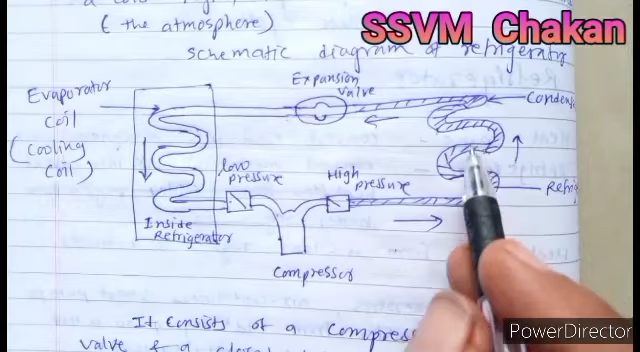 SSVM Chakan
( the atmosphere)
schematic diagram of refrigerator
Expansion
valve
Evaporator
coil
(cooling
coil)
Low
pressure
High
pressure
Inside
Refrigerator
Compressor
It consists of a compress
valve & a
PowerDirector